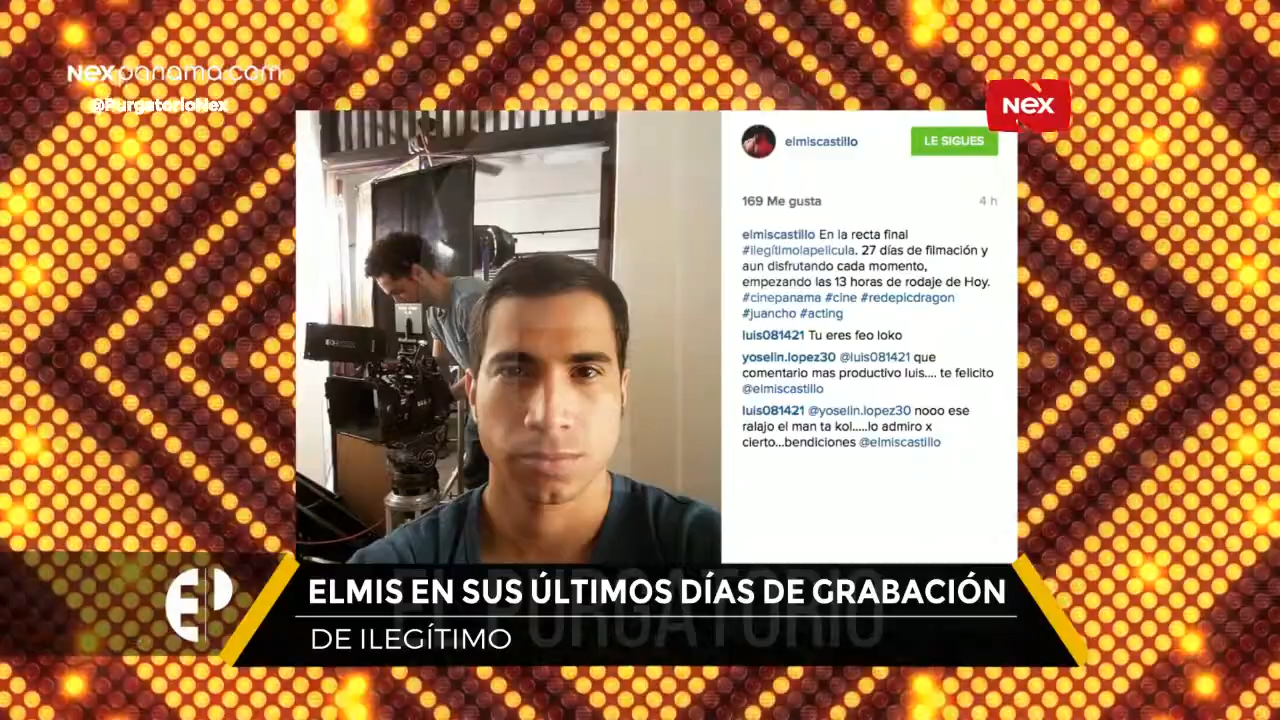 nexpanama.com
@PurgatorioNex
nex
elmiscastillo
LE SIGUES
169 Me gusta
4 h
elmiscastillo En la recta final
#ilegítimolapelicula. 27 días de filmación y
aun disfrutando cada momento,
empezando las 13 horas de rodaje de Hoy.
#cinepanama #cine #redepicdragon
#juancho #acting
luis081421 Tu eres feo loko
yoselin.lopez30 @luis081421 que
comentario mas productivo luis.... te felicito
@elmiscastillo
luis081421 @yoselin.lopez30 nooo ese
ralajo el man ta kol.....lo admiro x
cierto...bendiciones @elmiscastillo
EP
ELMIS EN SUS ÚLTIMOS DÍAS DE GRABACIÓN
DE ILEGÍTIMO
EL PURGATORIO